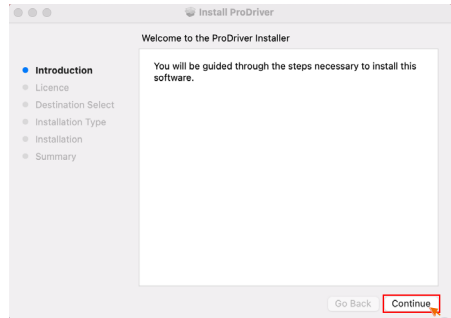 Install ProDriver
Welcome to the ProDriver Installer
Introduction
Licence
Destination Select
Installation Type
Installation
Summary
You will be guided through the steps necessary to install this
software.
Go Back
Continue